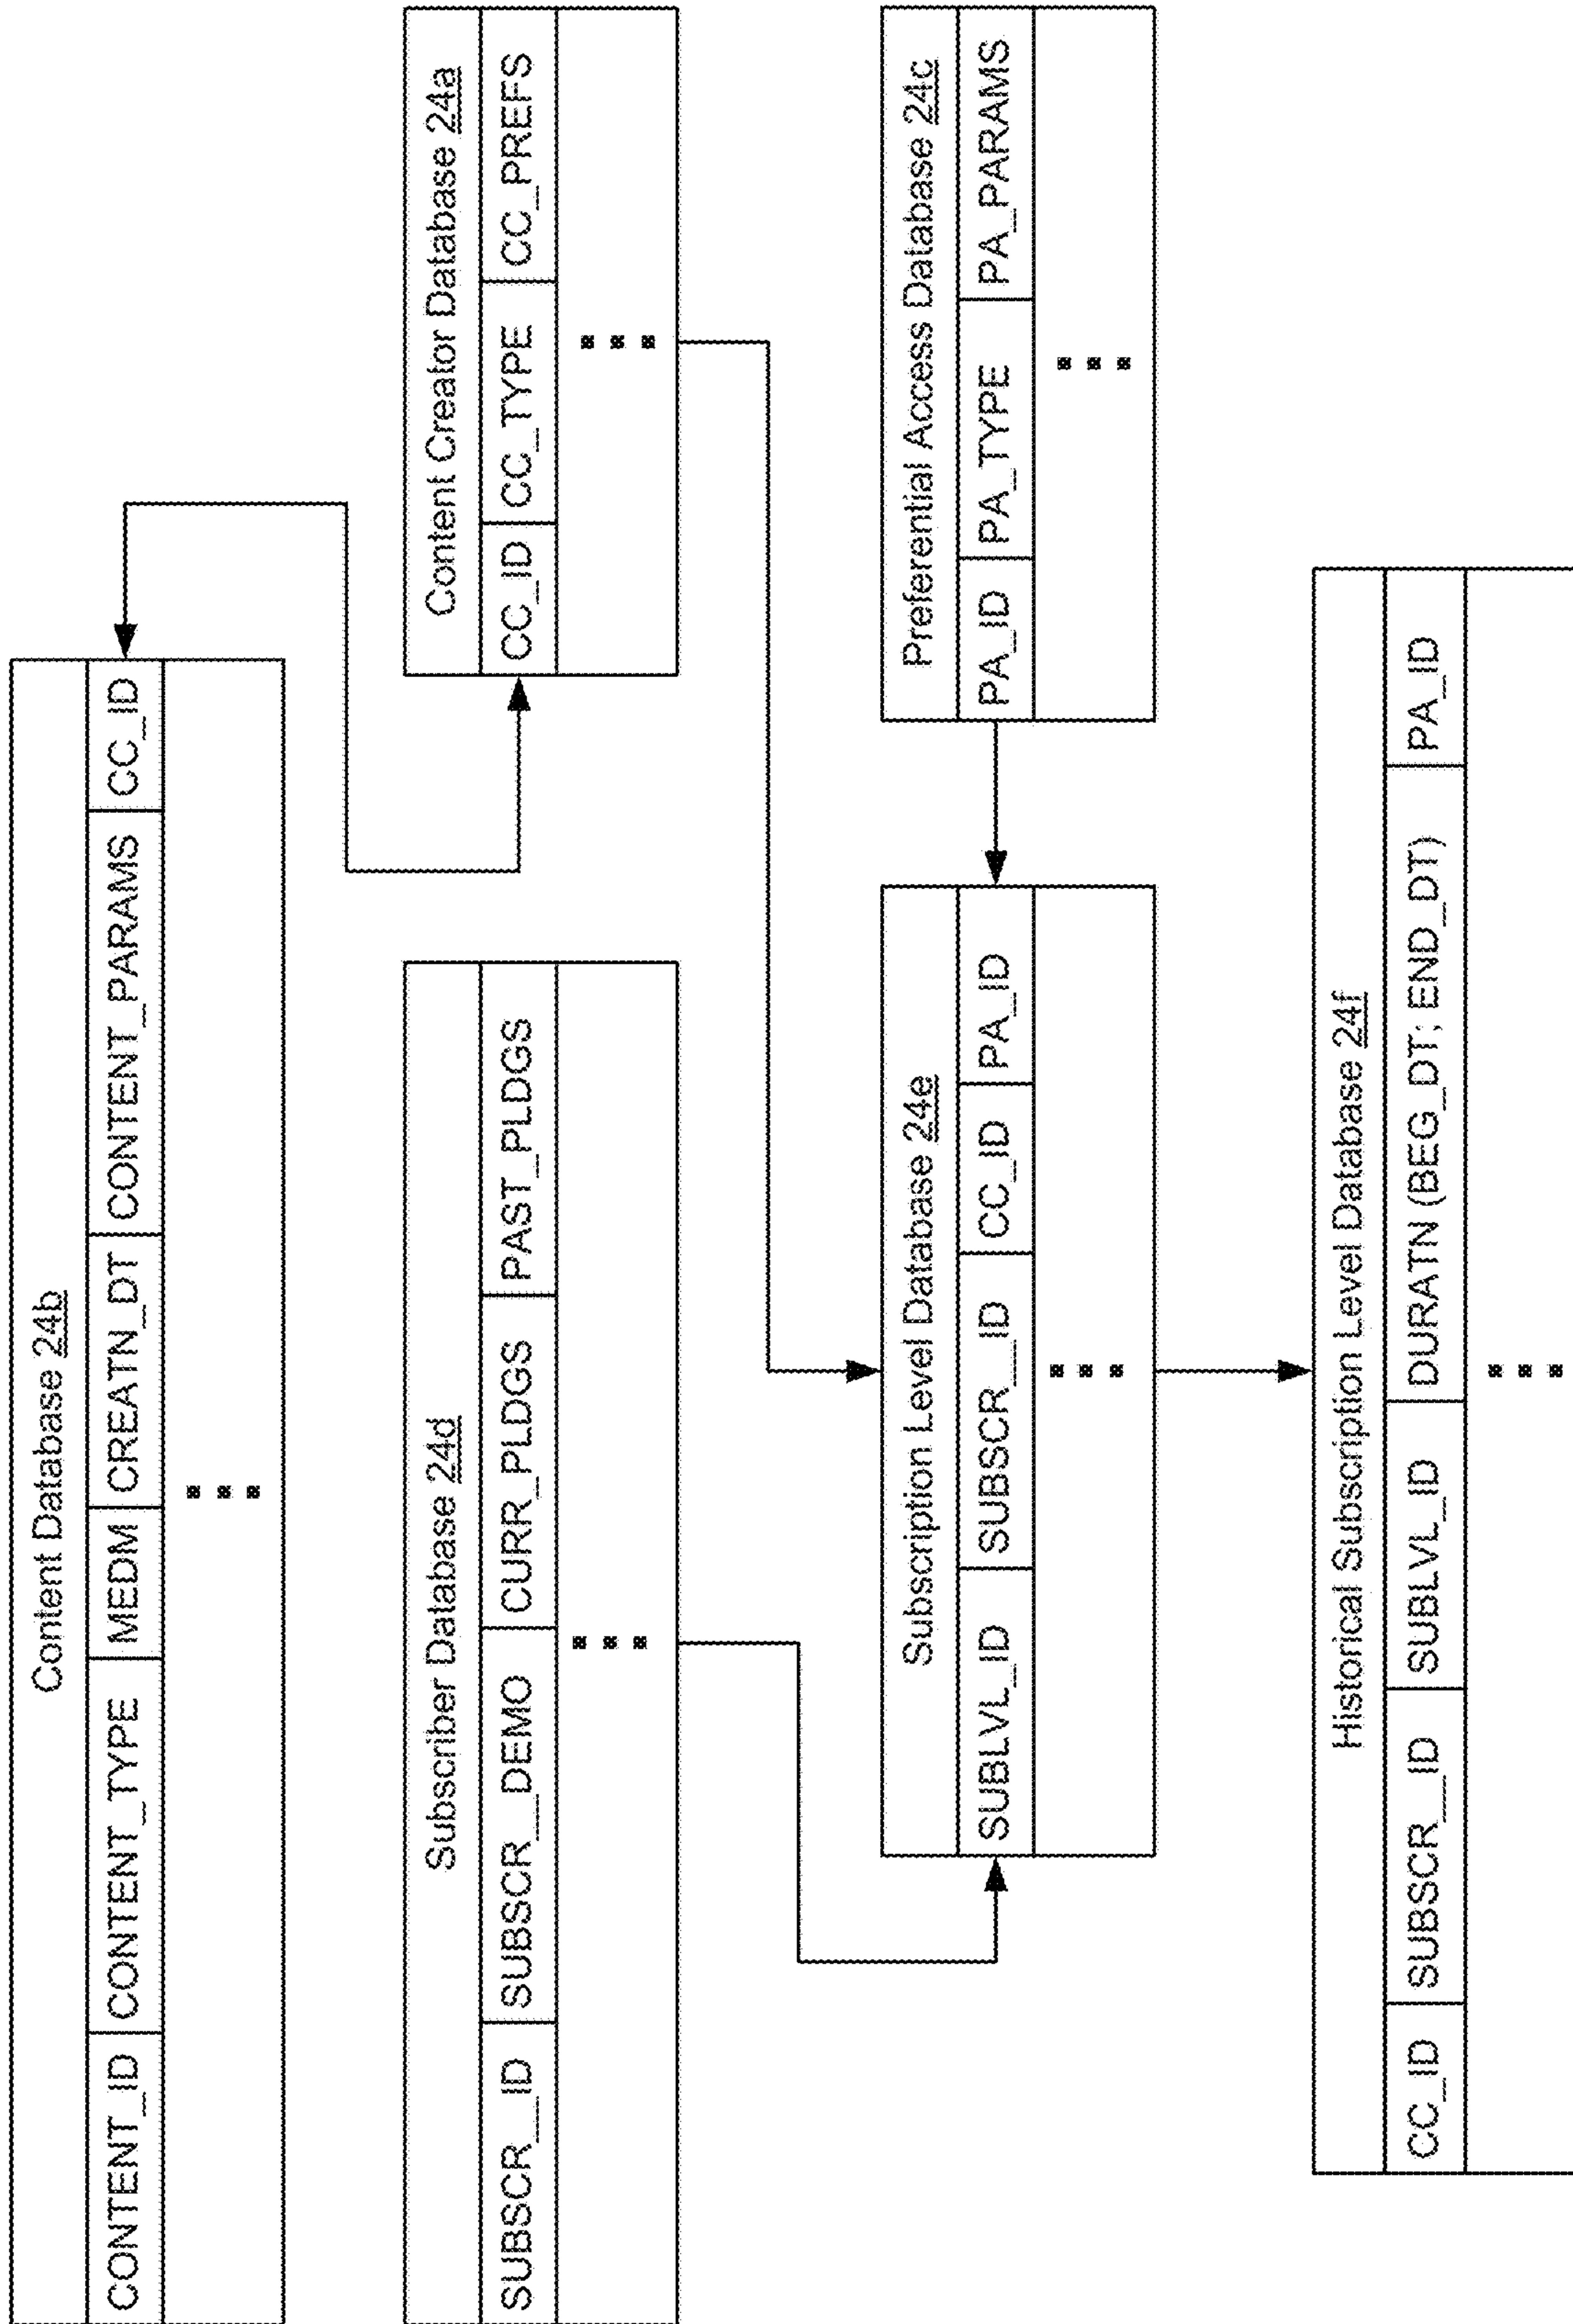 Content Database 24b
CONTENT_ID CONTENT_TYPE MEDM CREATN_DT CONTENT_PARAMS CC_ID
Subscriber Database 24d
SUBSCR_ID SUBSCR_DEMO CURR_PLDGS PAST_PLDGS
Content Creator Database 24a
CC_ID CC_TYPE CC_PREFS
Subscription Level Database 24e
SUBLVL_ID SUBSCR_ID CC_ID PA_ID
Preferential Access Database 24c
PA_ID PA_TYPE PA_PARAMS
Historical Subscription Level Database 24f
CC_ID SUBSCR_ID SUBLVL_ID DURATN (BEG_DT; END_DT) PA_ID